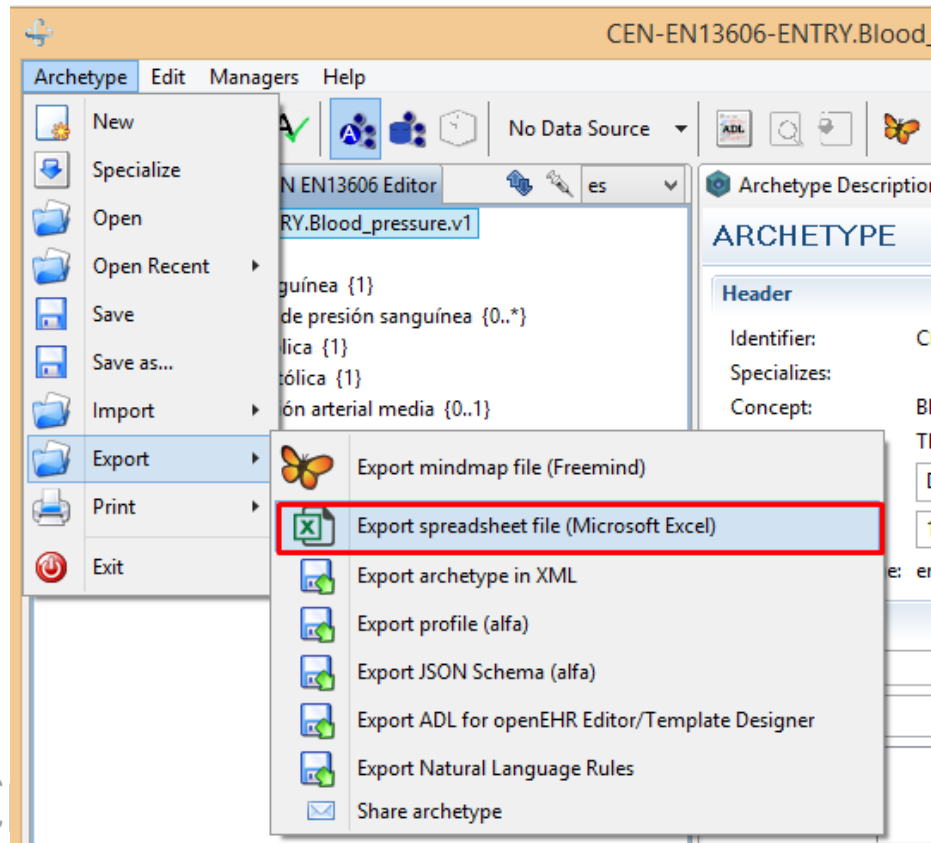 CEN-EN13606-ENTRY.Blood_
Archetype Edit Managers Help
New
No Data Source
ADL
Specialize
N EN13606 Editor
es
Archetype Description
Open
RY.Blood_pressure.v1
ARCHETYPE
Open Recent
guínea {1}
Header
Save
de presión sanguínea {0..*}
Identifier:
lica {1}
Save as...
Specializes:
tólica {1}
Import
ón arterial media {0..1}
Concept:
Export
Export mindmap file (Freemind)
Print
Export spreadsheet file (Microsoft Excel)
Exit
Export archetype in XML
e: en
Export profile (alfa)
Export JSON Schema (alfa)
Export ADL for openEHR Editor/Template Designer
Export Natural Language Rules
Share archetype